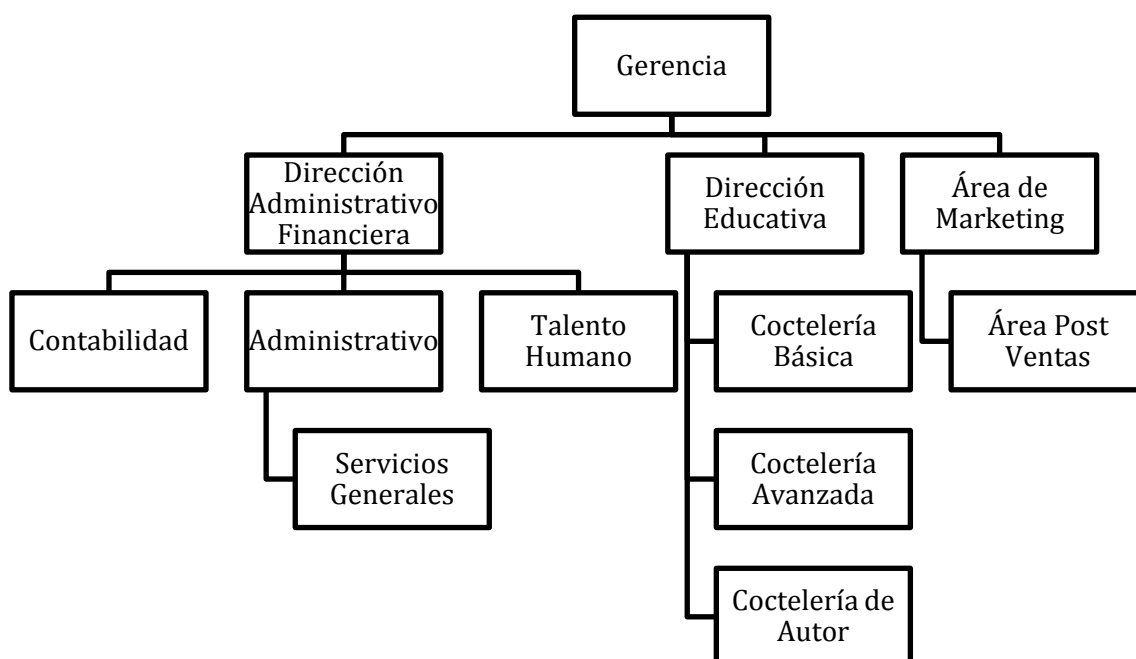 Gerencia
Dirección
Administrativo
Financiera
Dirección
Educativa
Área de
Marketing
Contabilidad
Administrativo
Talento
Humano
Coctelería
Básica
Área Post
Ventas
Servicios
Generales
Coctelería
Avanzada
Coctelería de
Autor